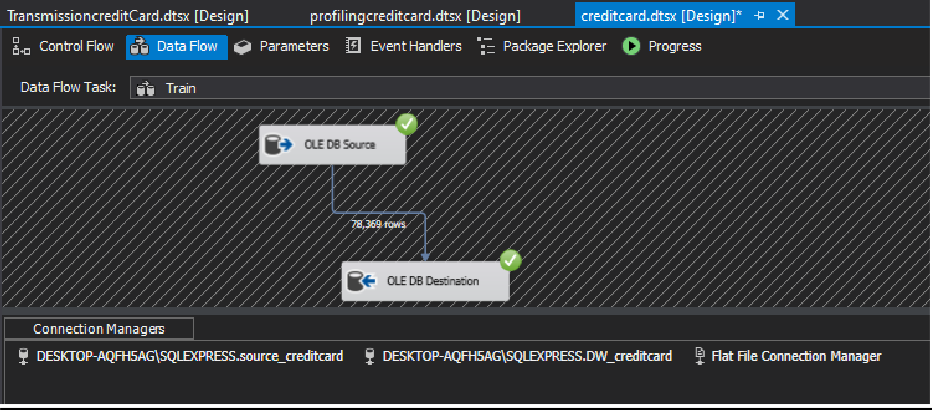 TransmissioncreditCard.dtsx [Design] profilingcreditcard.dtsx [Design] creditcard.dtsx [Design]*
Control Flow Data Flow Parameters Event Handlers Package Explorer Progress
Data Flow Task: Train
OLE DB Source
78,369 rows
OLE DB Destination
Connection Managers
DESKTOP-AQFH5AG\SQLEXPRESS.source_creditcard DESKTOP-AQFH5AG\SQLEXPRESS.DW_creditcard Flat File Connection Manager